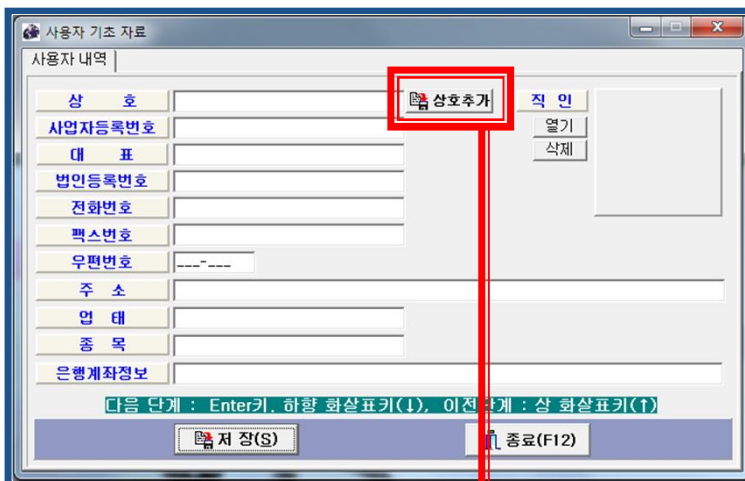 사용자 기초 자료
사용자 내역
상 호
상호추가
직 인
사업자등록번호
열기
대 표
삭제
법인등록번호
전화번호
팩스번호
우편번호
___-___
주 소
업 태
종 목
은행계좌정보
다음 단계 : Enter키, 하향 화살표키(↓), 이전단계 : 상 화살표키(↑)
저 장(S)
종료(F12)